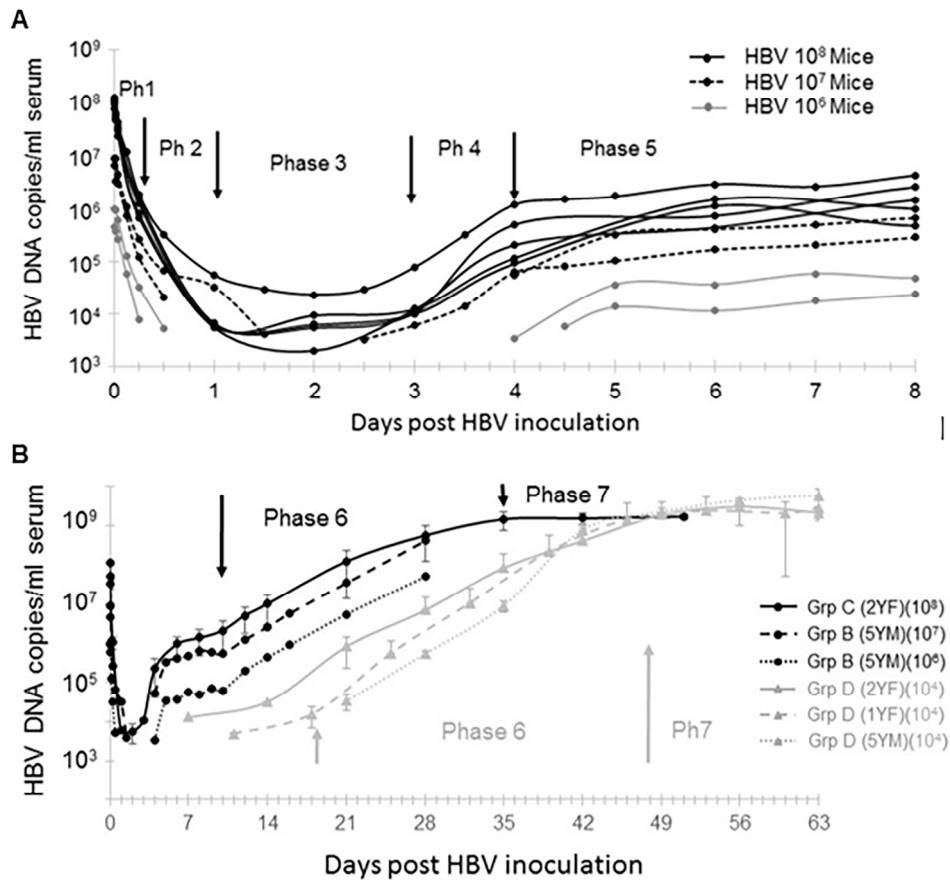 A
10⁹
10⁸
10⁷
10⁶
10⁵
10⁴
10³
HBV DNA copies/ml serum
Ph1
Ph 2
Phase 3
Ph 4
Phase 5
HBV 10⁸ Mice
HBV 10⁷ Mice
HBV 10⁶ Mice
0 1 2 3 4 5 6 7 8
Days post HBV inoculation
B
10⁹
10⁷
10⁵
10³
HBV DNA copies/ml serum
Phase 6
Phase 7
Grp C (2YF)(10⁸)
Grp B (5YM)(10⁷)
Grp B (5YM)(10⁶)
Grp D (2YF)(10⁴)
Grp D (1YF)(10⁴)
Grp D (5YM)(10⁴)
Phase 6
Ph7
0 7 14 21 28 35 42 49 56 63
Days post HBV inoculation